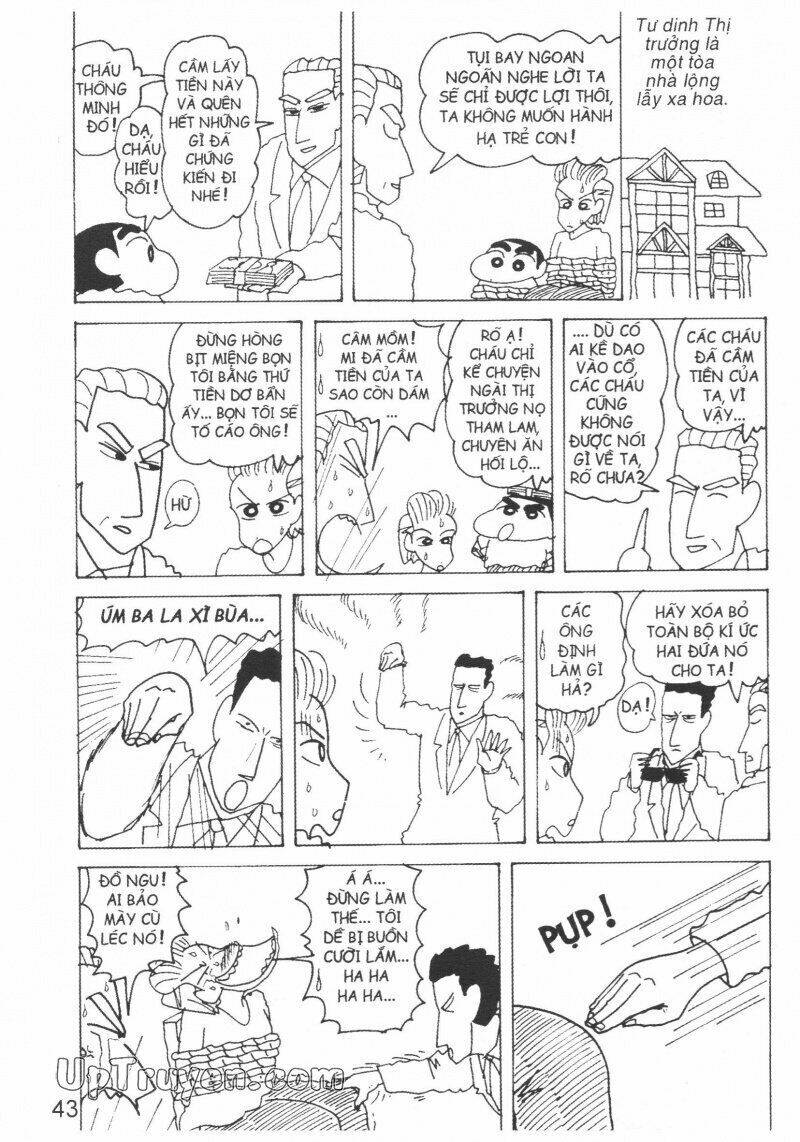 Tư dinh Thị
trưởng là
một tòa
nhà lộng
lẫy xa hoa.
TỤI BAY NGOAN
NGOÃN NGHE LỜI TA
SẼ CHỈ ĐƯỢC LỢI THÔI,
TA KHÔNG MUỐN HÀNH
HẠ TRẺ CON!
CẦM LẤY
TIỀN NÀY
VÀ QUÊN
HẾT NHỮNG
GÌ ĐÃ
CHỨNG
KIẾN ĐI
NHÉ!
DẠ,
CHÁU
HIỂU
RỒI!
CHÁU
THÔNG
MINH
ĐÓ!
CÁC CHÁU
ĐÃ CẦM
TIỀN CỦA
TA, VÌ
VẬY...
.... DÙ CÓ
AI KỀ DAO
VÀO CỔ,
CÁC CHÁU
CŨNG
KHÔNG
ĐƯỢC NÓI
GÌ VỀ TA,
RÕ CHƯA?
RÕ Ạ!
CHÁU CHỈ
KỂ CHUYỆN
NGÀI THỊ
TRƯỞNG NỌ
THAM LAM,
CHUYÊN ĂN
HỐI LỘ...
CÂM MỒM!
MI ĐÃ CẦM
TIỀN CỦA TA
SAO CÒN DÁM
...
ĐỪNG HÒNG
BỊT MIỆNG BỌN
TÔI BẰNG THỨ
TIỀN DƠ BẨN
ẤY... BỌN TÔI SẼ
TỐ CÁO ÔNG!
HỪ
HÃY XÓA BỎ
TOÀN BỘ KÍ ỨC
HAI ĐỨA NÓ
CHO TA!
DẠ!
CÁC
ÔNG
ĐỊNH
LÀM GÌ
HẢ?
ÚM BA LA XÌ BÙA...
PỤP!
Á Á...
ĐỪNG LÀM
THẾ... TÔI
DỄ BỊ BUỒN
CƯỜI LẮM...
HA HA
HA HA...
ĐỒ NGU!
AI BẢO
MÀY CÙ
LÉC NÓ!
UpTruyen.com
43